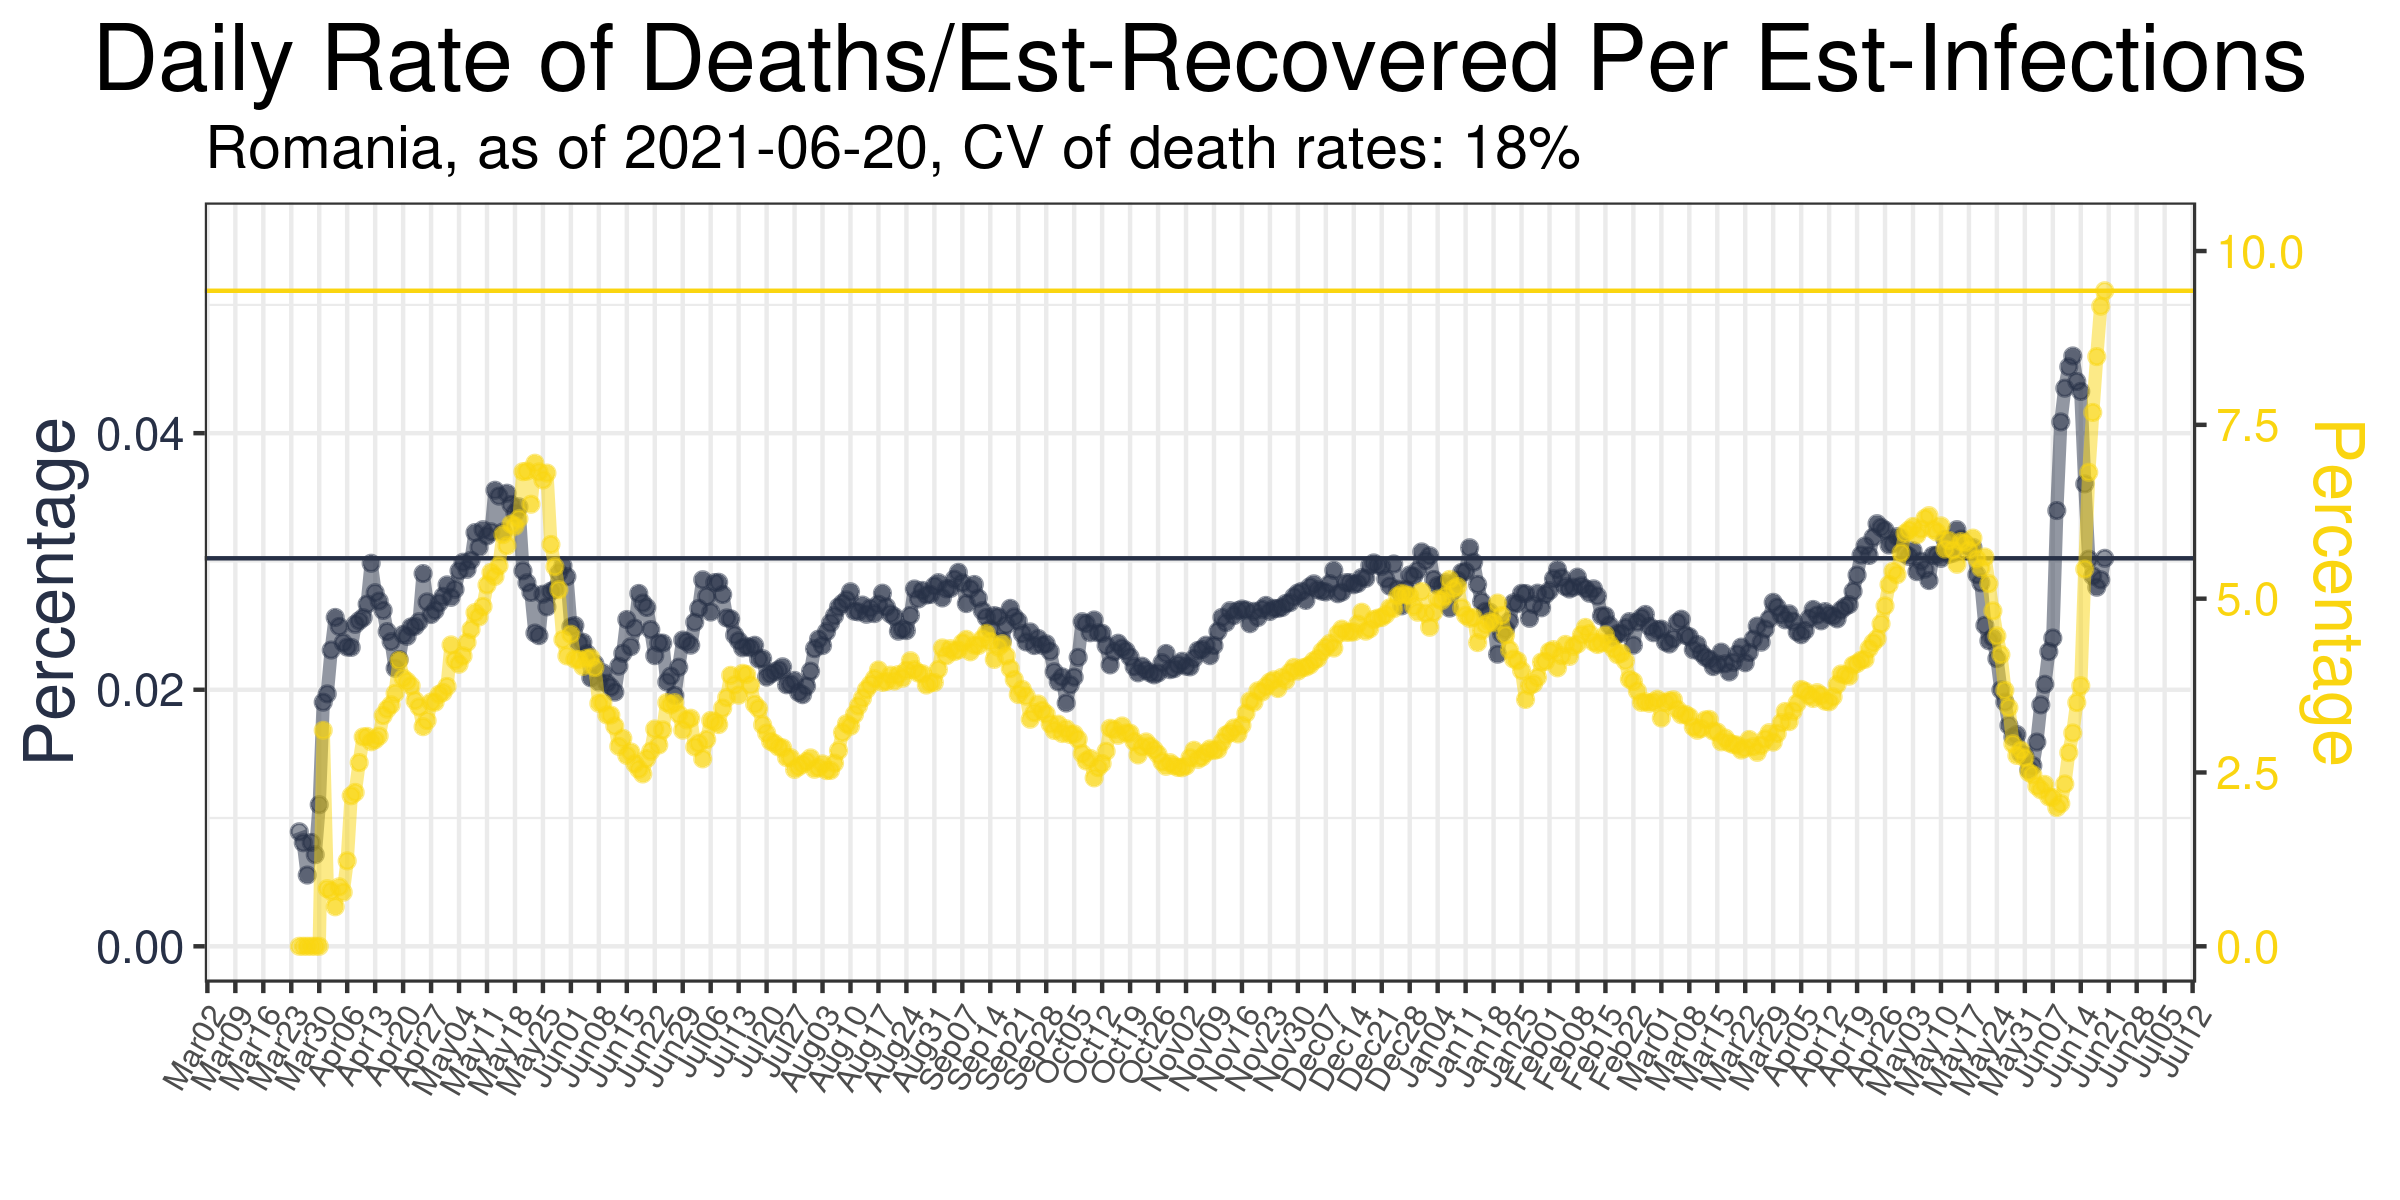 Daily Rate of Deaths/Est-Recovered Per Est-Infections
Romania, as of 2021-06-20, CV of death rates: 18%
Percentage
0.04
0.02
0.00
10.0
7.5
5.0
2.5
0.0
Percentage
Mar02 Mar09 Mar16 Mar23 Mar30 Apr06 Apr13 Apr20 Apr27 May04 May11 May18 May25 Jun01 Jun08 Jun15 Jun22 Jun29 Jul06 Jul13 Jul20 Jul27 Aug03 Aug10 Aug17 Aug24 Aug31 Sep07 Sep14 Sep21 Sep28 Oct05 Oct12 Oct19 Oct26 Nov02 Nov09 Nov16 Nov23 Nov30 Dec07 Dec14 Dec21 Dec28 Jan04 Jan11 Jan18 Jan25 Feb01 Feb08 Feb15 Feb22 Mar01 Mar08 Mar15 Mar22 Mar29 Apr05 Apr12 Apr19 Apr26 May03 May10 May17 May24 May31 Jun07 Jun14 Jun21 Jun28 Jul05 Jul12